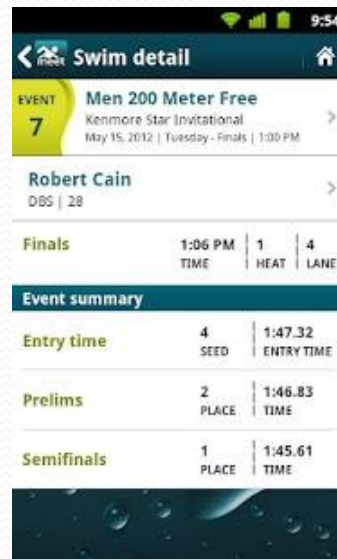 9:54
meet Swim detail
EVENT
7
Men 200 Meter Free
Kenmore Star Invitational
May 15, 2012 | Tuesday - Finals | 1:00 PM
Robert Cain
DBS | 28
Finals 1:06 PM 1 4
TIME HEAT LANE
Event summary
Entry time 4 1:47.32
SEED ENTRY TIME
Prelims 2 1:46.83
PLACE TIME
Semifinals 1 1:45.61
PLACE TIME